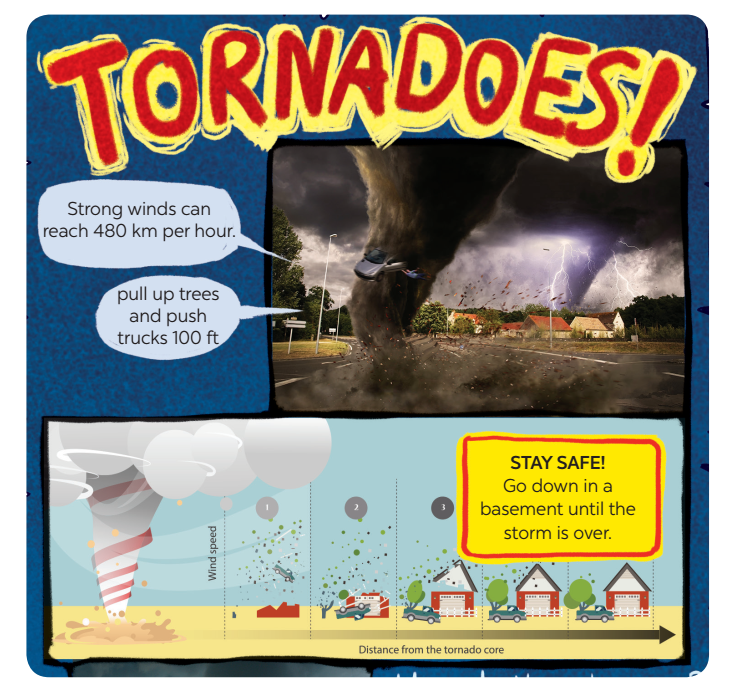 TORNADOES!
Strong winds can
reach 480 km per hour.
pull up trees
and push
trucks 100 ft
STAY SAFE!
Go down in a
basement until the
storm is over.
1
2
3
Wind speed
Distance from the tornado core